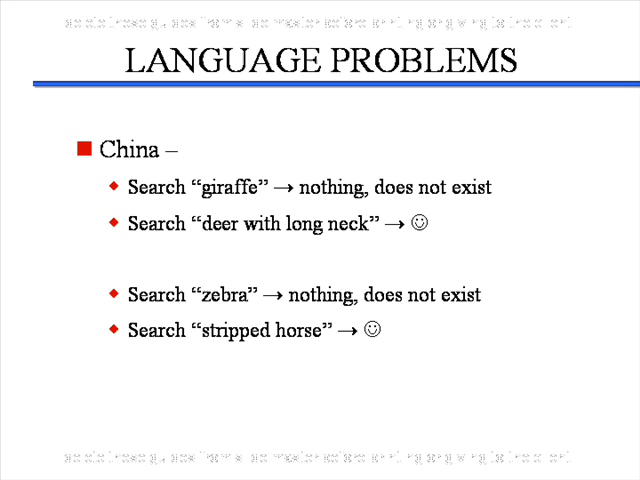 LANGUAGE PROBLEMS
China –
Search “giraffe” → nothing, does not exist
Search “deer with long neck” → ☺
Search “zebra” → nothing, does not exist
Search “stripped horse” → ☺